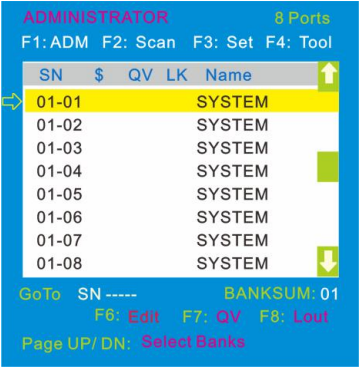 ADMINISTRATOR 8 Ports
F1: ADM F2: Scan F3: Set F4: Tool
SN $ QV LK Name
01-01 SYSTEM
01-02 SYSTEM
01-03 SYSTEM
01-04 SYSTEM
01-05 SYSTEM
01-06 SYSTEM
01-07 SYSTEM
01-08 SYSTEM
GoTo SN ----- BANKSUM: 01
F6: Edit F7: QV F8: Lout
Page UP/ DN: Select Banks